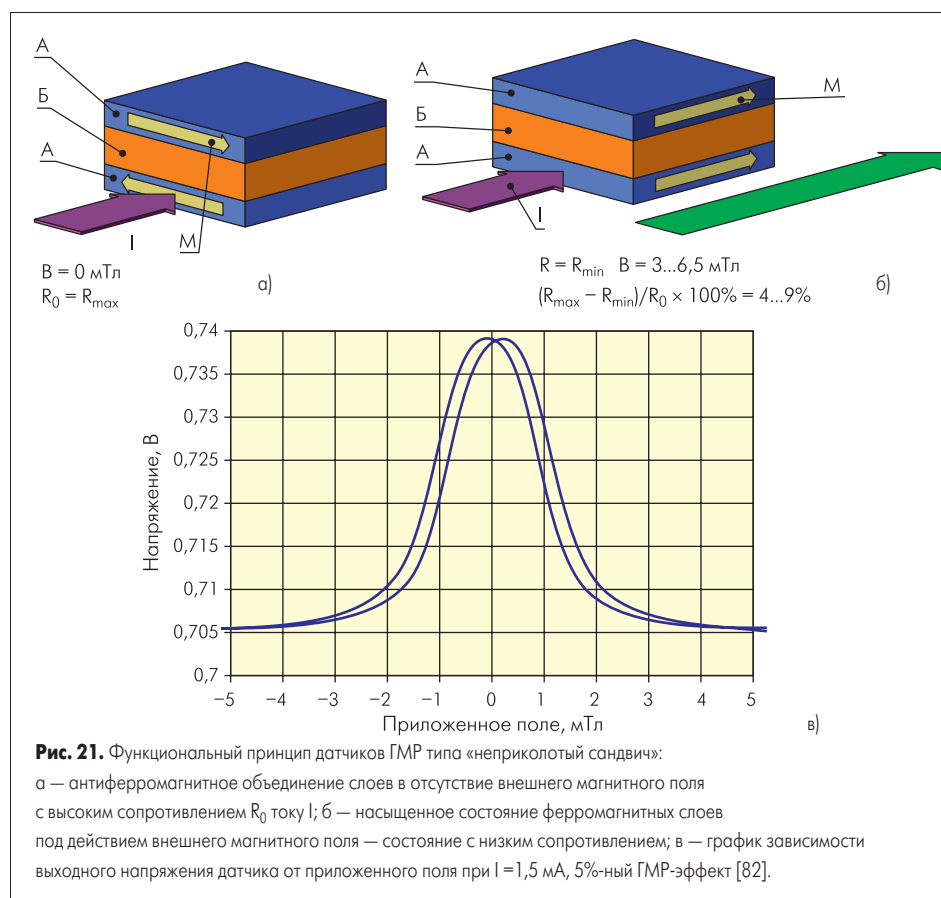 А
Б
А
I
М
В = 0 мТл
R₀ = Rmax
а)
А
Б
А
М
I
R = Rmin В = 3...6,5 мТл
(Rmax − Rmin)/R₀ × 100% = 4...9%
б)
Напряжение, В
0,74
0,735
0,73
0,725
0,72
0,715
0,71
0,705
0,7
−5 −4 −3 −2 −1 0 1 2 3 4 5
Приложенное поле, мТл
в)
Рис. 21. Функциональный принцип датчиков ГМР типа «неприколотый сандвич»:
а — антиферромагнитное объединение слоев в отсутствие внешнего магнитного поля
с высоким сопротивлением R₀ току I; б — насыщенное состояние ферромагнитных слоев
под действием внешнего магнитного поля — состояние с низким сопротивлением; в — график зависимости
выходного напряжения датчика от приложенного поля при I =1,5 мА, 5%-ный ГМР-эффект [82].